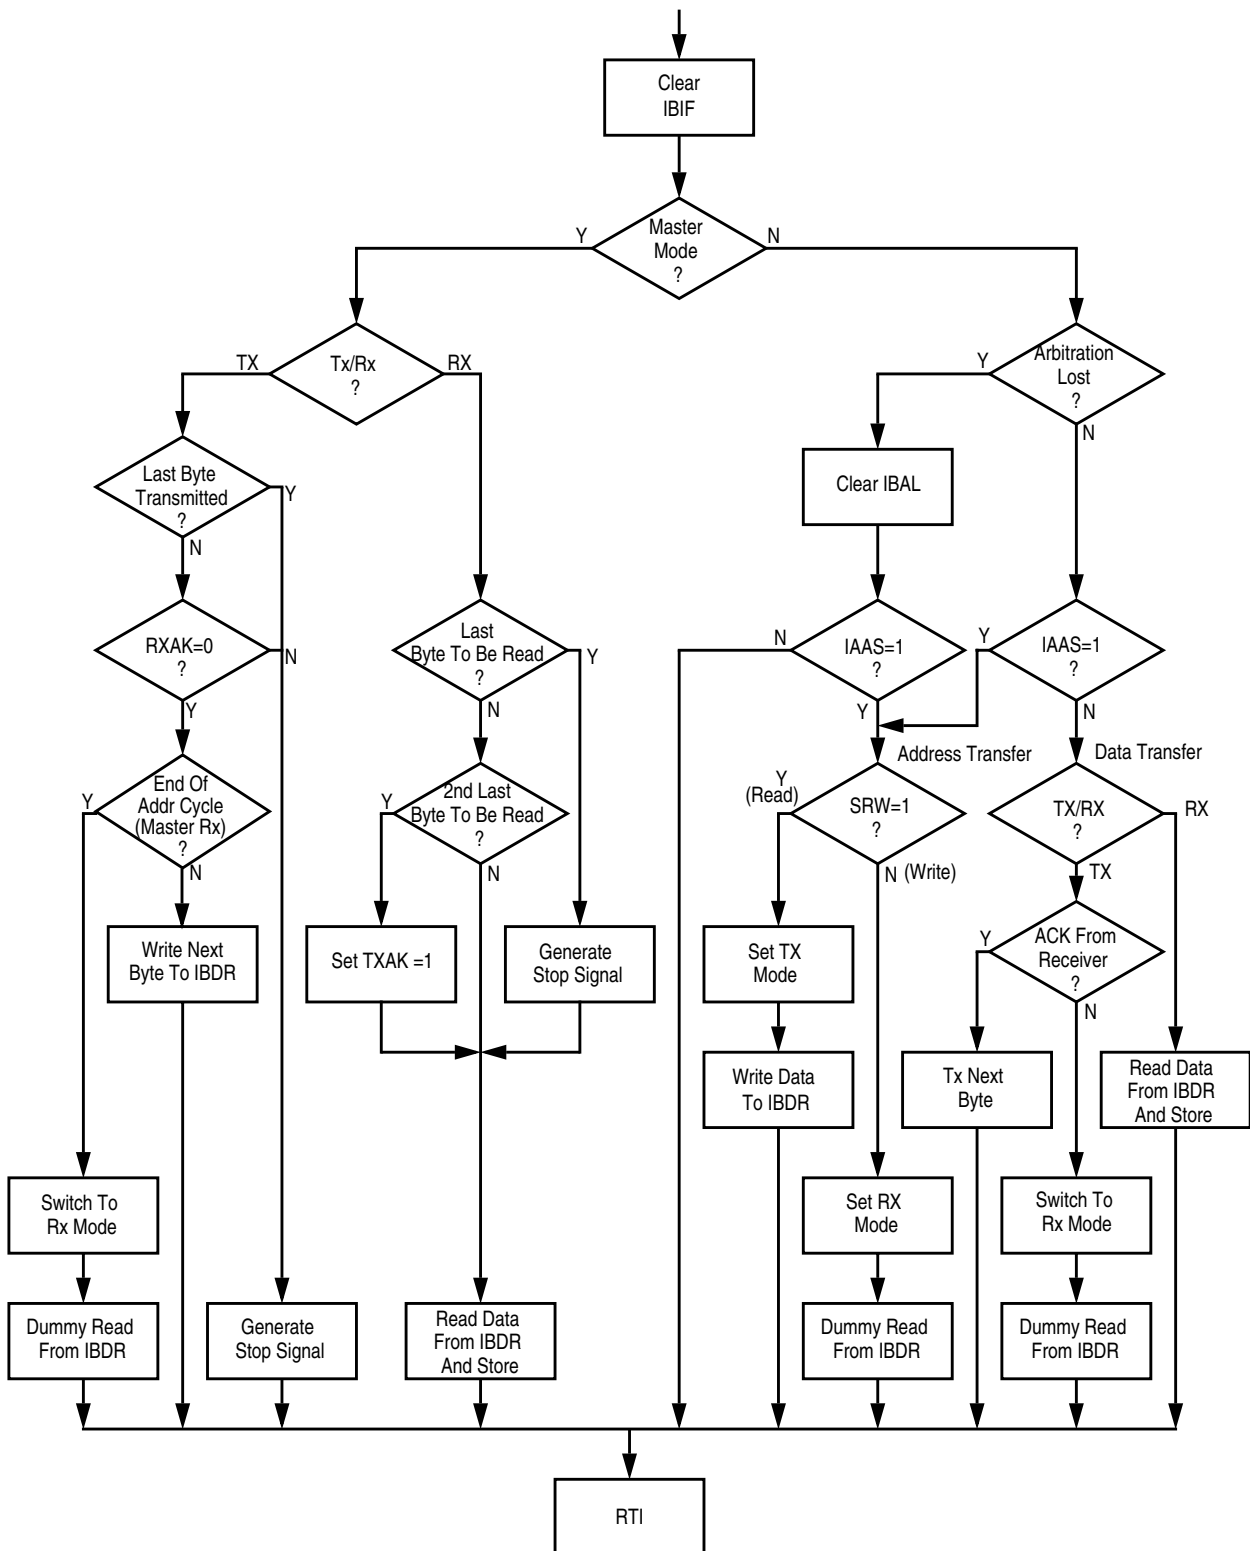 Clear
IBIF
Master
Mode
?
Y
N
Tx/Rx
?
TX
RX
Arbitration
Lost
?
Y
N
Last Byte
Transmitted
?
Y
N
Clear IBAL
RXAK=0
?
N
Y
Last
Byte To Be Read
?
Y
N
IAAS=1
?
N
Y
IAAS=1
?
Y
N
Address Transfer
Data Transfer
End Of
Addr Cycle
(Master Rx)
?
Y
N
2nd Last
Byte To Be Read
?
Y
N
Y
(Read)
SRW=1
?
N (Write)
TX/RX
?
RX
TX
Write Next
Byte To IBDR
Set TXAK =1
Generate
Stop Signal
Set TX
Mode
ACK From
Receiver
?
Y
N
Write Data
To IBDR
Tx Next
Byte
Read Data
From IBDR
And Store
Switch To
Rx Mode
Set RX
Mode
Switch To
Rx Mode
Dummy Read
From IBDR
Generate
Stop Signal
Read Data
From IBDR
And Store
Dummy Read
From IBDR
Dummy Read
From IBDR
RTI